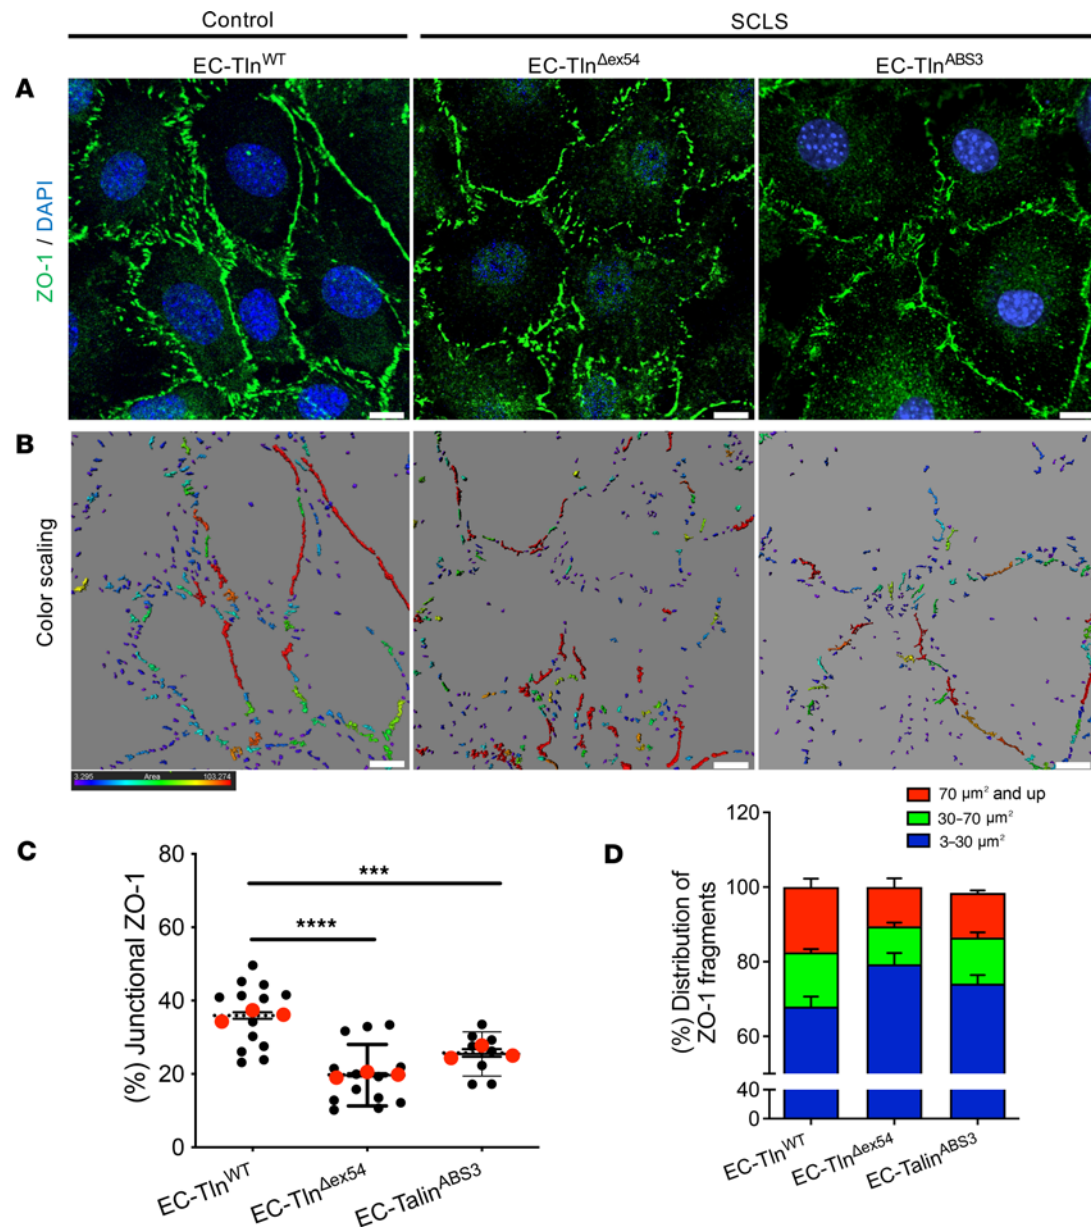 Control
SCLS
EC-Tln^WT
EC-Tln^Δex54
EC-Tln^ABS3
A
ZO-1 / DAPI
B
Color scaling
3.295 Area 103.274
C
(%) Junctional ZO-1
80
60
40
20
0
***
****
EC-Tln^WT
EC-Tln^Δex54
EC-Talin^ABS3
D
70 µm² and up
30–70 µm²
3–30 µm²
(%) Distribution of
ZO-1 fragments
120
100
80
60
40
0
EC-Tln^WT
EC-Tln^Δex54
EC-Talin^ABS3